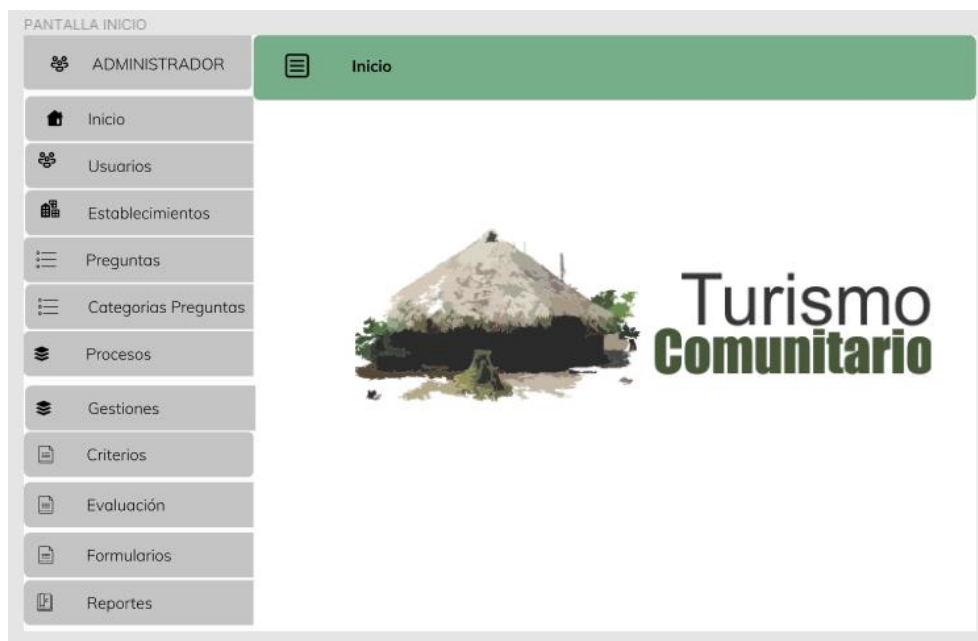 PANTALLA INICIO
ADMINISTRADOR
Inicio
Inicio
Usuarios
Establecimientos
Preguntas
Categorias Preguntas
Procesos
Gestiones
Criterios
Evaluación
Formularios
Reportes
Turismo
Comunitario